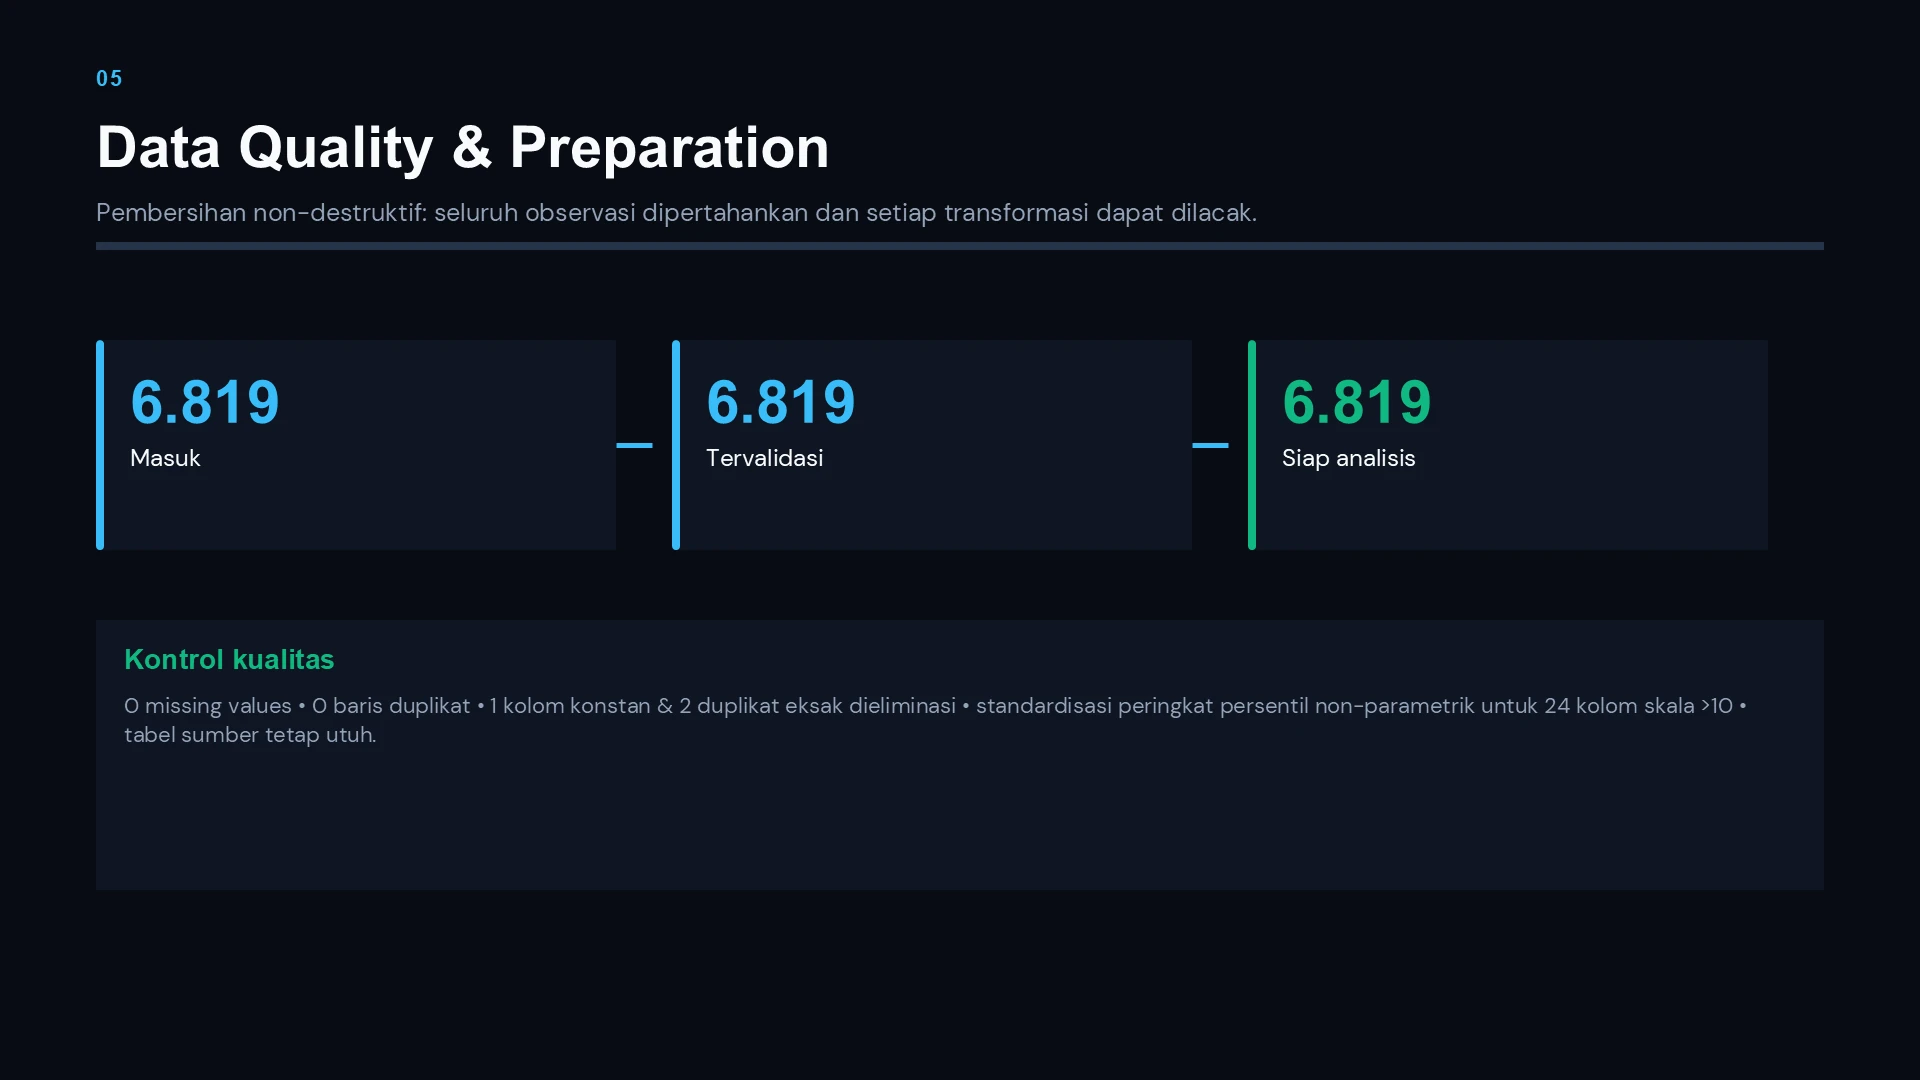 05
Data Quality & Preparation
Pembersihan non-destruktif: seluruh observasi dipertahankan dan setiap transformasi dapat dilacak.
6.819
Masuk
6.819
Tervalidasi
6.819
Siap analisis
Kontrol kualitas
0 missing values • 0 baris duplikat • 1 kolom konstan & 2 duplikat eksak dieliminasi • standardisasi peringkat persentil non-parametrik untuk 24 kolom skala >10 •
tabel sumber tetap utuh.